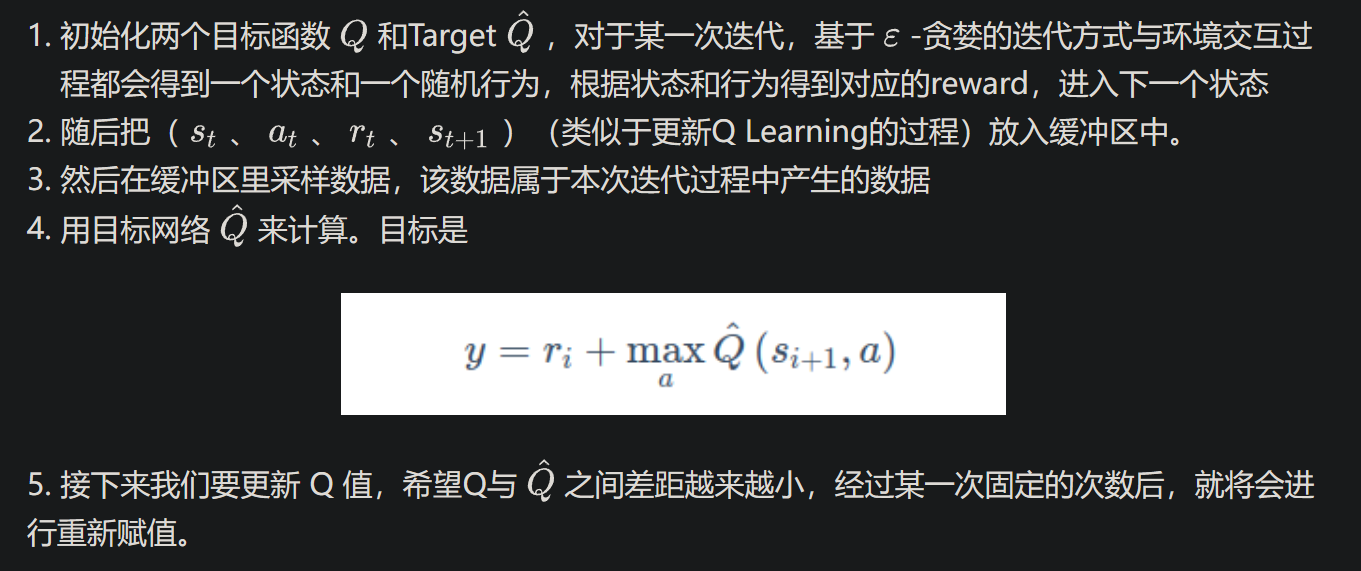 1. 初始化两个目标函数 Q 和Target Q̂ ，对于某一次迭代，基于 ε -贪婪的迭代方式与环境交互过
程都会得到一个状态和一个随机行为，根据状态和行为得到对应的reward，进入下一个状态
2. 随后把（ s_t 、 a_t 、 r_t 、 s_{t+1} ）（类似于更新Q Learning的过程）放入缓冲区中。
3. 然后在缓冲区里采样数据，该数据属于本次迭代过程中产生的数据
4. 用目标网络 Q̂ 来计算。目标是
y = r_i + max_a Q̂ (s_{i+1}, a)
5. 接下来我们要更新 Q 值，希望Q与 Q̂ 之间差距越来越小，经过某一次固定的次数后，就将会进
行重新赋值。